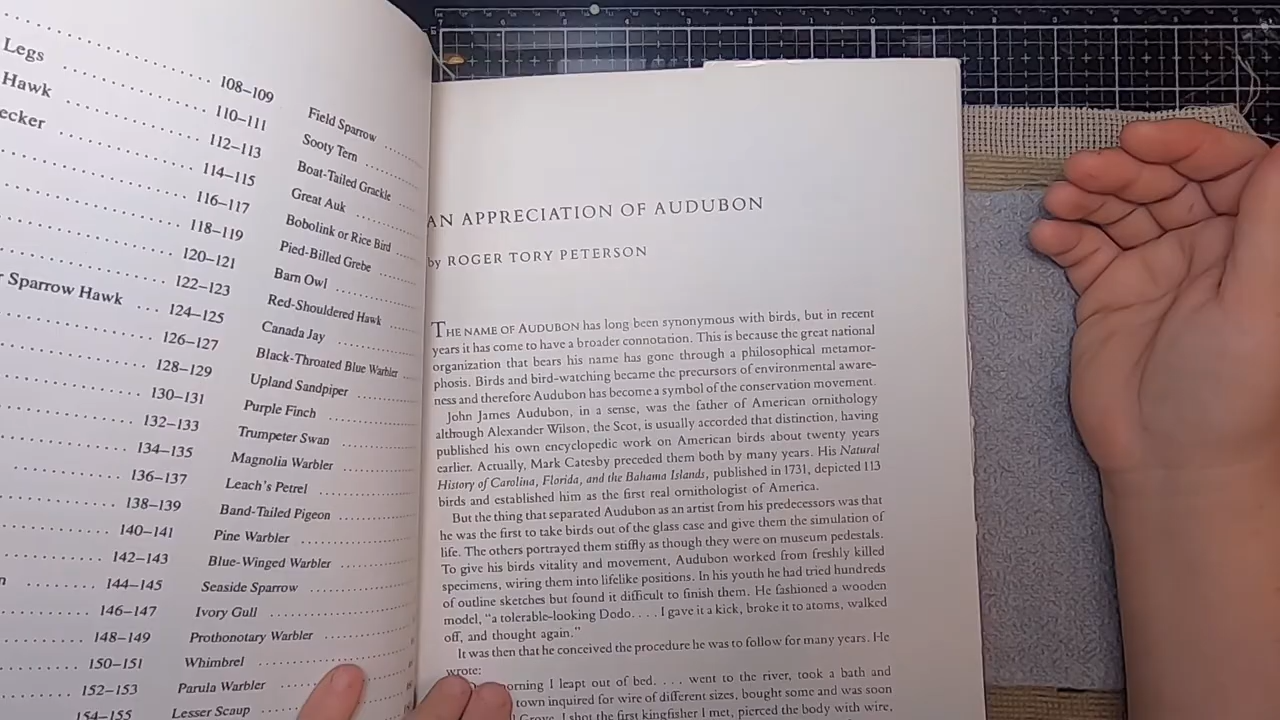 108–109
Legs 110–111
Hawk 112–113
ecker 114–115
116–117
118–119
120–121
122–123
Sparrow Hawk 124–125
126–127
128–129
130–131
132–133
134–135
136–137
138–139
140–141
142–143
144–145
146–147
148–149
150–151
152–153
154–155
Field Sparrow
Sooty Tern
Boat-Tailed Grackle
Great Auk
Bobolink or Rice Bird
Pied-Billed Grebe
Barn Owl
Red-Shouldered Hawk
Canada Jay
Black-Throated Blue Warbler
Upland Sandpiper
Purple Finch
Trumpeter Swan
Magnolia Warbler
Leach's Petrel
Band-Tailed Pigeon
Pine Warbler
Blue-Winged Warbler
Seaside Sparrow
Ivory Gull
Prothonotary Warbler
Whimbrel
Parula Warbler
Lesser Scaup
AN APPRECIATION OF AUDUBON
by ROGER TORY PETERSON
THE NAME OF AUDUBON has long been synonymous with birds, but in recent
years it has come to have a broader connotation. This is because the great national
organization that bears his name has gone through a philosophical metamor-
phosis. Birds and bird-watching became the precursors of environmental aware-
ness and therefore Audubon has become a symbol of the conservation movement.
John James Audubon, in a sense, was the father of American ornithology
although Alexander Wilson, the Scot, is usually accorded that distinction, having
published his own encyclopedic work on American birds about twenty years
earlier. Actually, Mark Catesby preceded them both by many years. His Natural
History of Carolina, Florida, and the Bahama Islands, published in 1731, depicted 113
birds and established him as the first real ornithologist of America.
But the thing that separated Audubon as an artist from his predecessors was that
he was the first to take birds out of the glass case and give them the simulation of
life. The others portrayed them stiffly as though they were on museum pedestals.
To give his birds vitality and movement, Audubon worked from freshly killed
specimens, wiring them into lifelike positions. In his youth he had tried hundreds
of outline sketches but found it difficult to finish them. He fashioned a wooden
model, "a tolerable-looking Dodo. . . . I gave it a kick, broke it to atoms, walked
off, and thought again."
It was then that he conceived the procedure he was to follow for many years. He
wrote:
orning I leapt out of bed. . . . went to the river, took a bath and
town inquired for wire of different sizes, bought some and was soon
Grove. I shot the first kingfisher I met, pierced the body with wire,